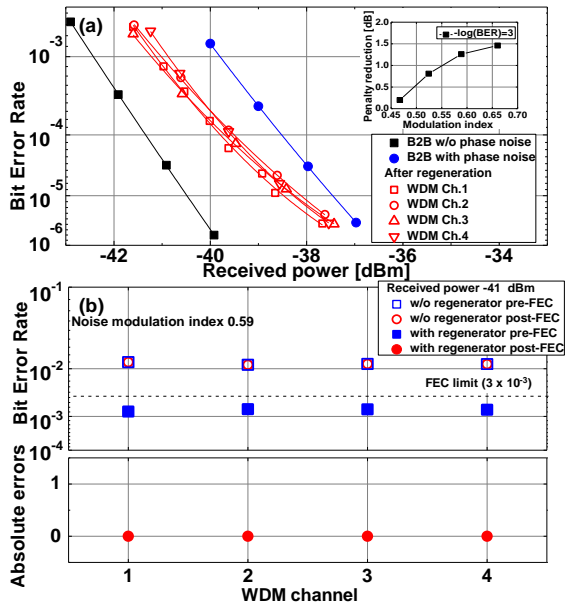 (a)
Bit Error Rate
10-3
10-4
10-5
10-6
-42
-40
-38
-36
-34
Received power [dBm]
Penalty reduction [dB]
2.0
1.5
1.0
0.5
0.0
0.40
0.50
0.60
0.70
Modulation index
-log(BER)=3
B2B w/o phase noise
B2B with phase noise
After regeneration
WDM Ch.1
WDM Ch.2
WDM Ch.3
WDM Ch.4
(b)
Noise modulation index 0.59
Received power -41 dBm
w/o regenerator pre-FEC
w/o regenerator post-FEC
with regenerator pre-FEC
with regenerator post-FEC
FEC limit (3 x 10-3)
Bit Error Rate
10-1
10-2
10-3
10-4
Absolute errors
1
0
1
2
3
4
WDM channel